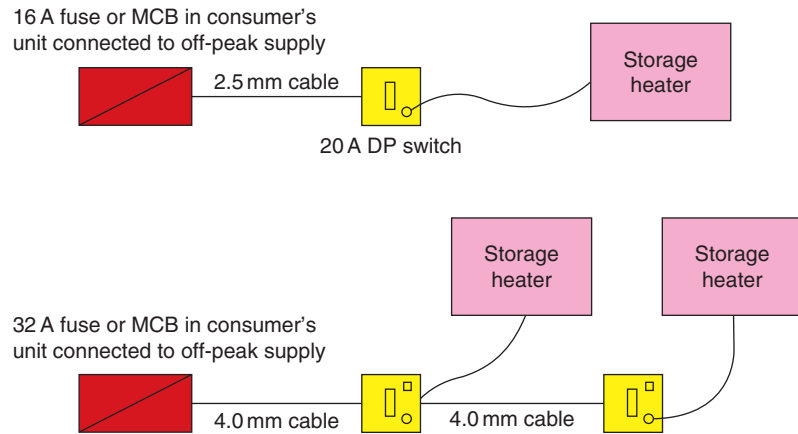 16 A fuse or MCB in consumer's
unit connected to off-peak supply
2.5 mm cable
20 A DP switch
Storage
heater
32 A fuse or MCB in consumer's
unit connected to off-peak supply
4.0 mm cable
4.0 mm cable
Storage
heater
Storage
heater